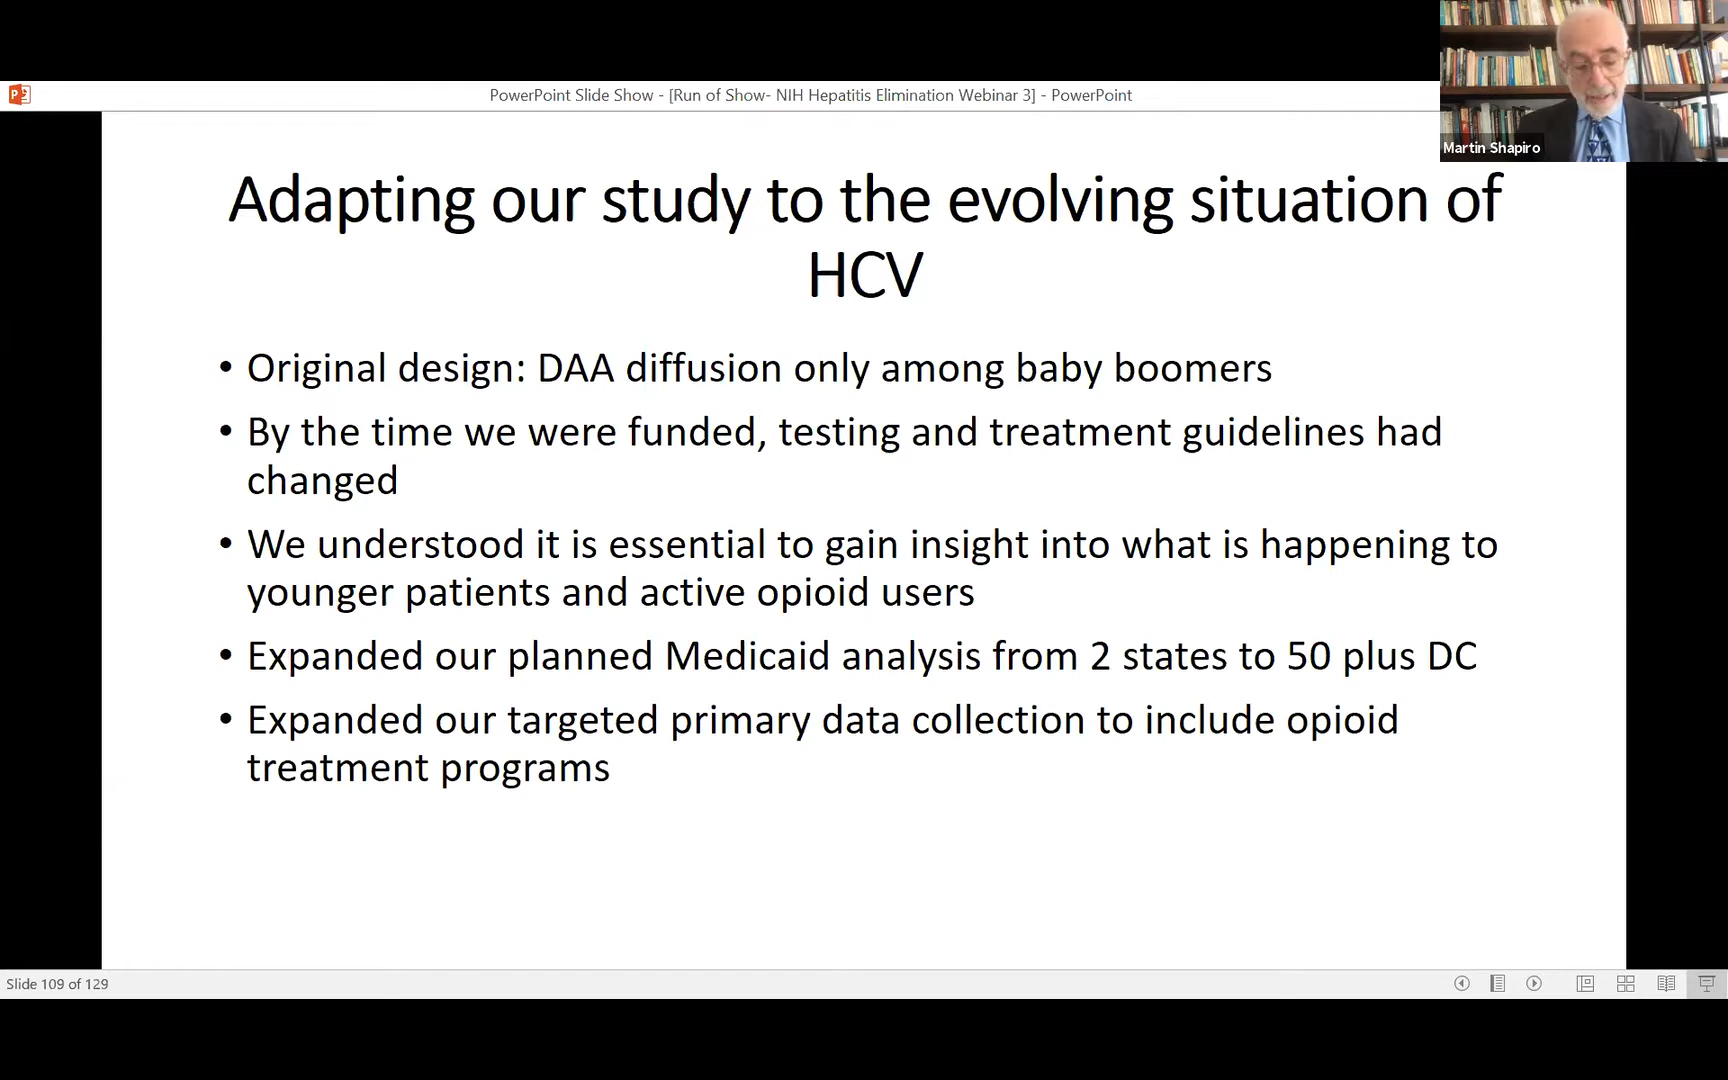 PowerPoint Slide Show - [Run of Show- NIH Hepatitis Elimination Webinar 3] - PowerPoint
Martin Shapiro
Adapting our study to the evolving situation of
HCV
• Original design: DAA diffusion only among baby boomers
• By the time we were funded, testing and treatment guidelines had
changed
• We understood it is essential to gain insight into what is happening to
younger patients and active opioid users
• Expanded our planned Medicaid analysis from 2 states to 50 plus DC
• Expanded our targeted primary data collection to include opioid
treatment programs
Slide 109 of 129